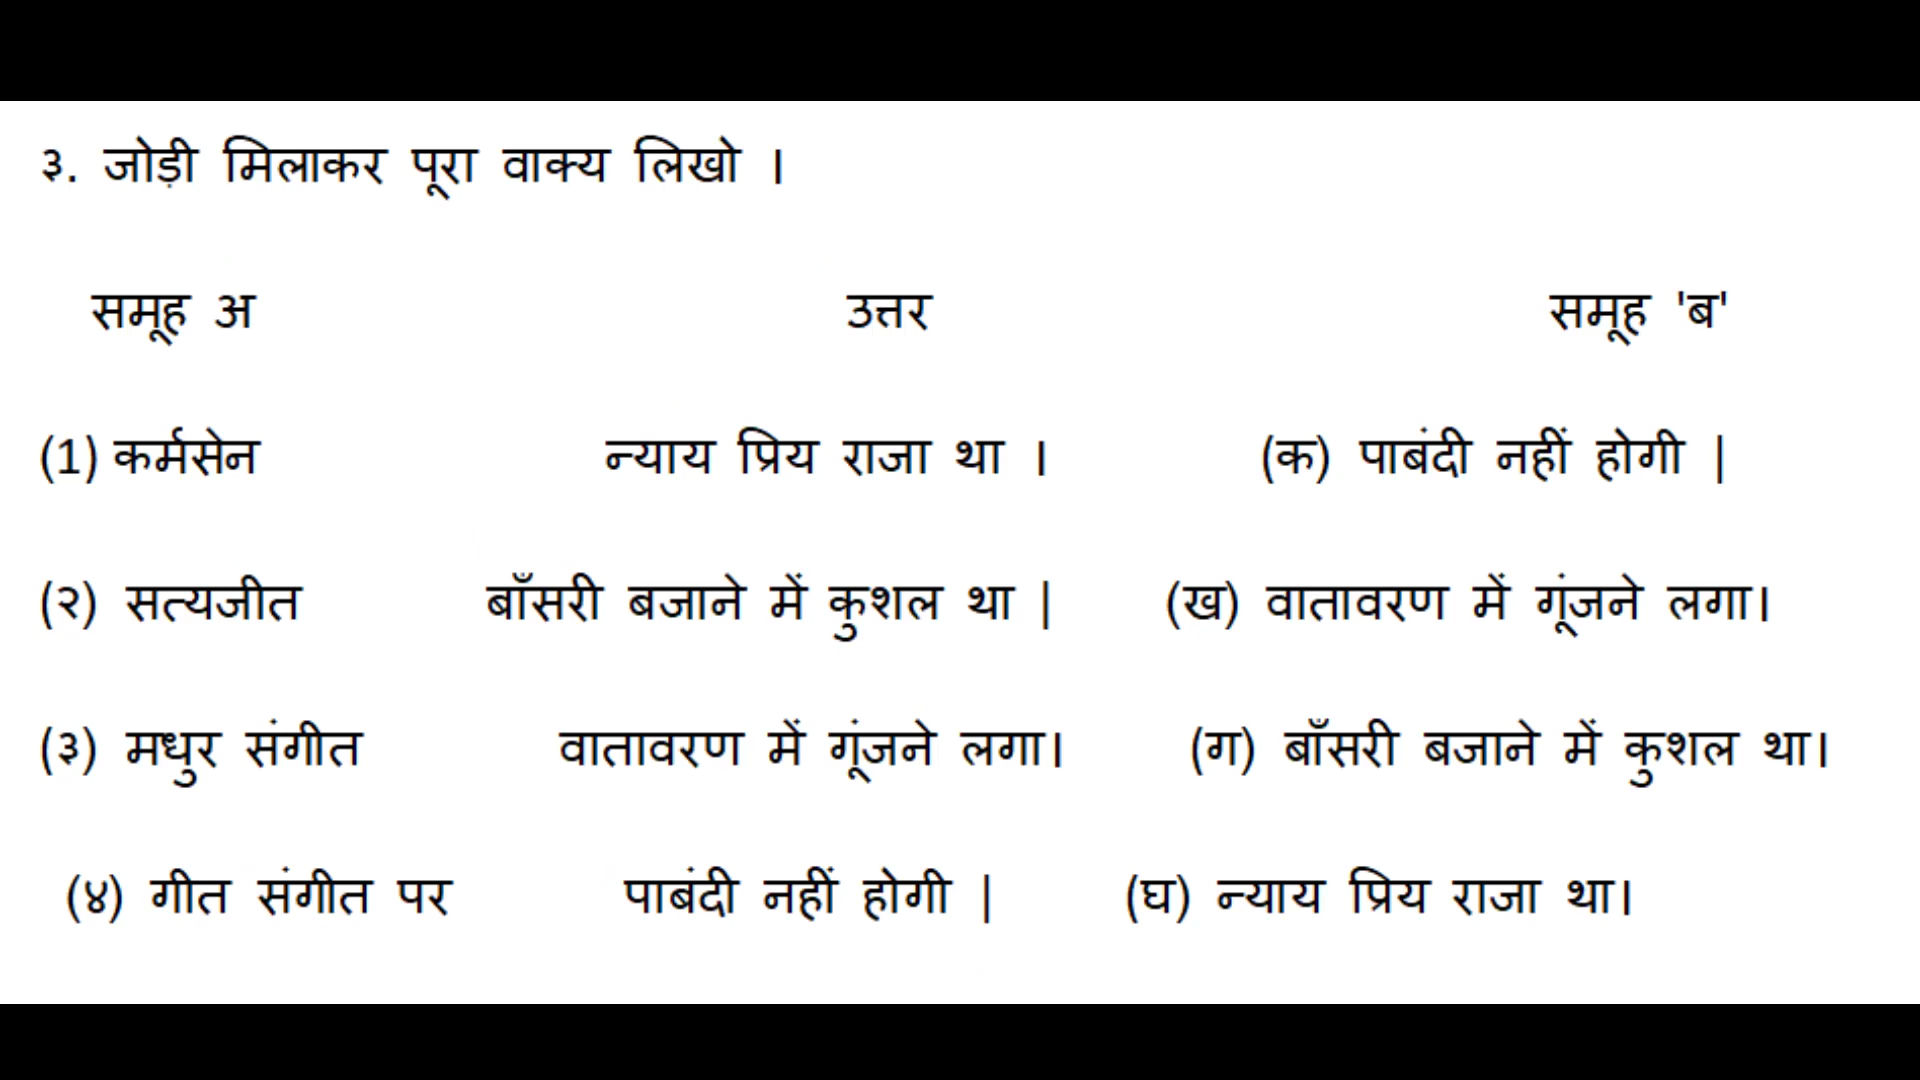 ३. जोड़ी मिलाकर पूरा वाक्य लिखो ।
समूह अ उत्तर समूह 'ब'
(1) कर्मसेन न्याय प्रिय राजा था । (क) पाबंदी नहीं होगी |
(२) सत्यजीत बाँसरी बजाने में कुशल था | (ख) वातावरण में गूंजने लगा।
(३) मधुर संगीत वातावरण में गूंजने लगा। (ग) बाँसरी बजाने में कुशल था।
(४) गीत संगीत पर पाबंदी नहीं होगी | (घ) न्याय प्रिय राजा था।